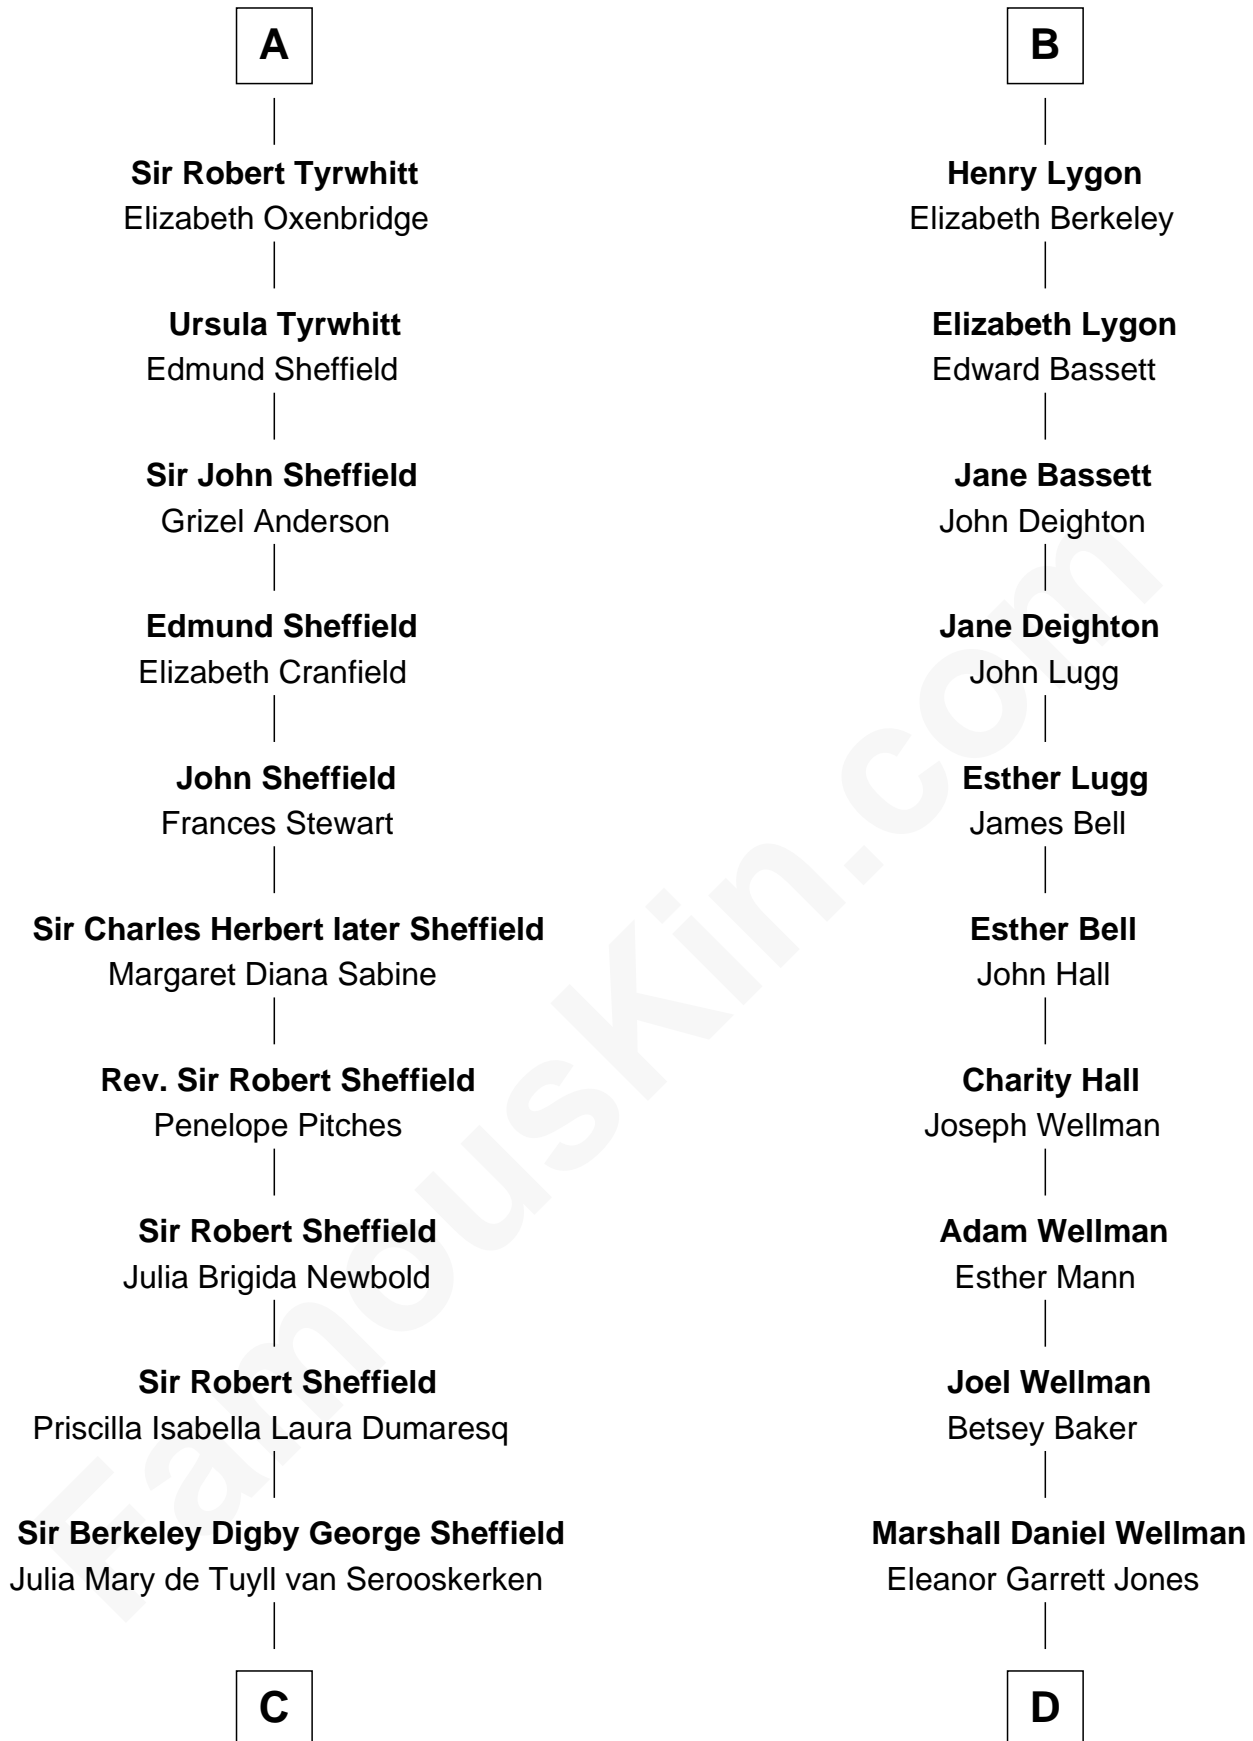 A
Sir Robert Tyrwhitt
Elizabeth Oxenbridge
Ursula Tyrwhitt
Edmund Sheffield
Sir John Sheffield
Grizel Anderson
Edmund Sheffield
Elizabeth Cranfield
John Sheffield
Frances Stewart
Sir Charles Herbert later Sheffield
Margaret Diana Sabine
Rev. Sir Robert Sheffield
Penelope Pitches
Sir Robert Sheffield
Julia Brigida Newbold
Sir Robert Sheffield
Priscilla Isabella Laura Dumaresq
Sir Berkeley Digby George Sheffield
Julia Mary de Tuyll van Serooskerken
C
B
Henry Lygon
Elizabeth Berkeley
Elizabeth Lygon
Edward Bassett
Jane Bassett
John Deighton
Jane Deighton
John Lugg
Esther Lugg
James Bell
Esther Bell
John Hall
Charity Hall
Joseph Wellman
Adam Wellman
Esther Mann
Joel Wellman
Betsey Baker
Marshall Daniel Wellman
Eleanor Garrett Jones
D
FamousKin.com